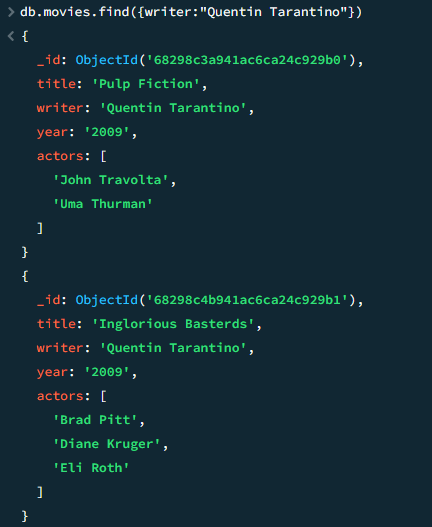 > db.movies.find({writer:"Quentin Tarantino"})
< {
_id: ObjectId('68298c3a941ac6ca24c929b0'),
title: 'Pulp Fiction',
writer: 'Quentin Tarantino',
year: '2009',
actors: [
'John Travolta',
'Uma Thurman'
]
}
{
_id: ObjectId('68298c4b941ac6ca24c929b1'),
title: 'Inglorious Basterds',
writer: 'Quentin Tarantino',
year: '2009',
actors: [
'Brad Pitt',
'Diane Kruger',
'Eli Roth'
]
}